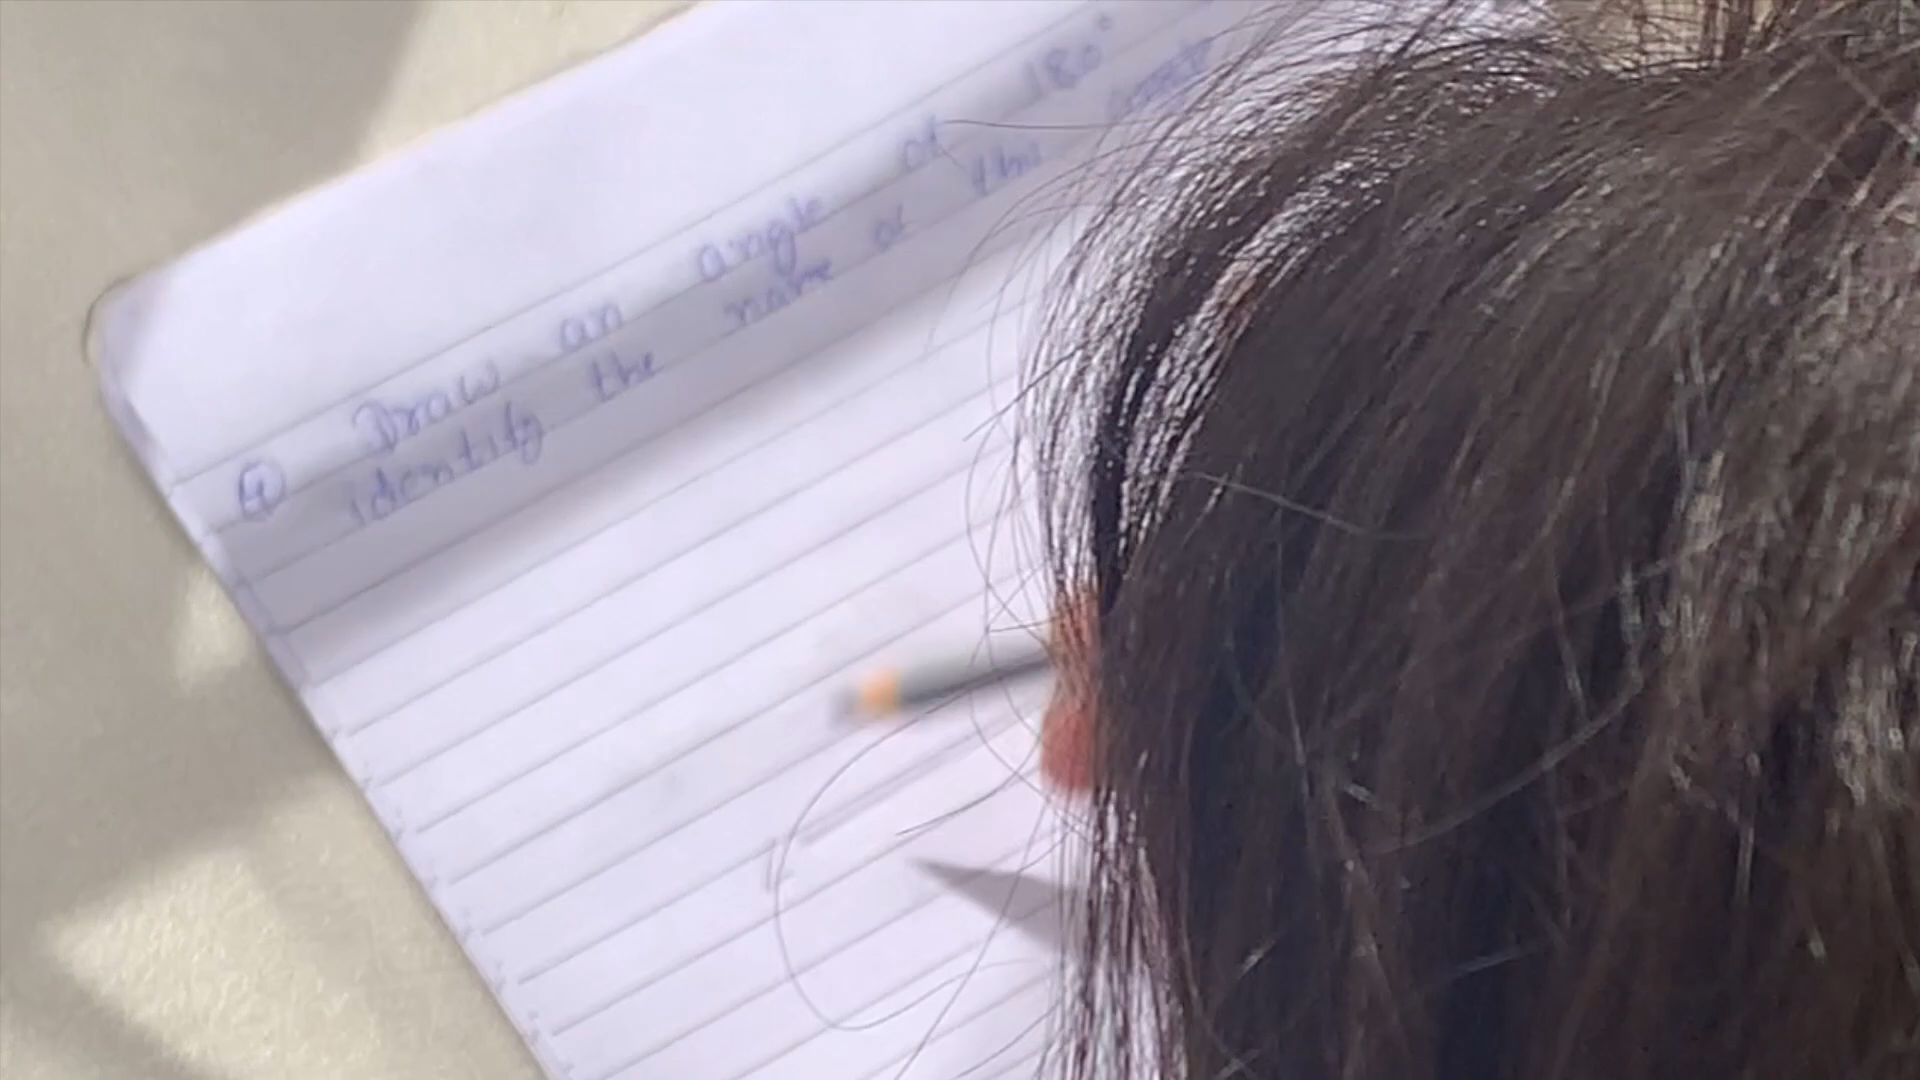 ④ Draw an angle of 180°
identify the name of the